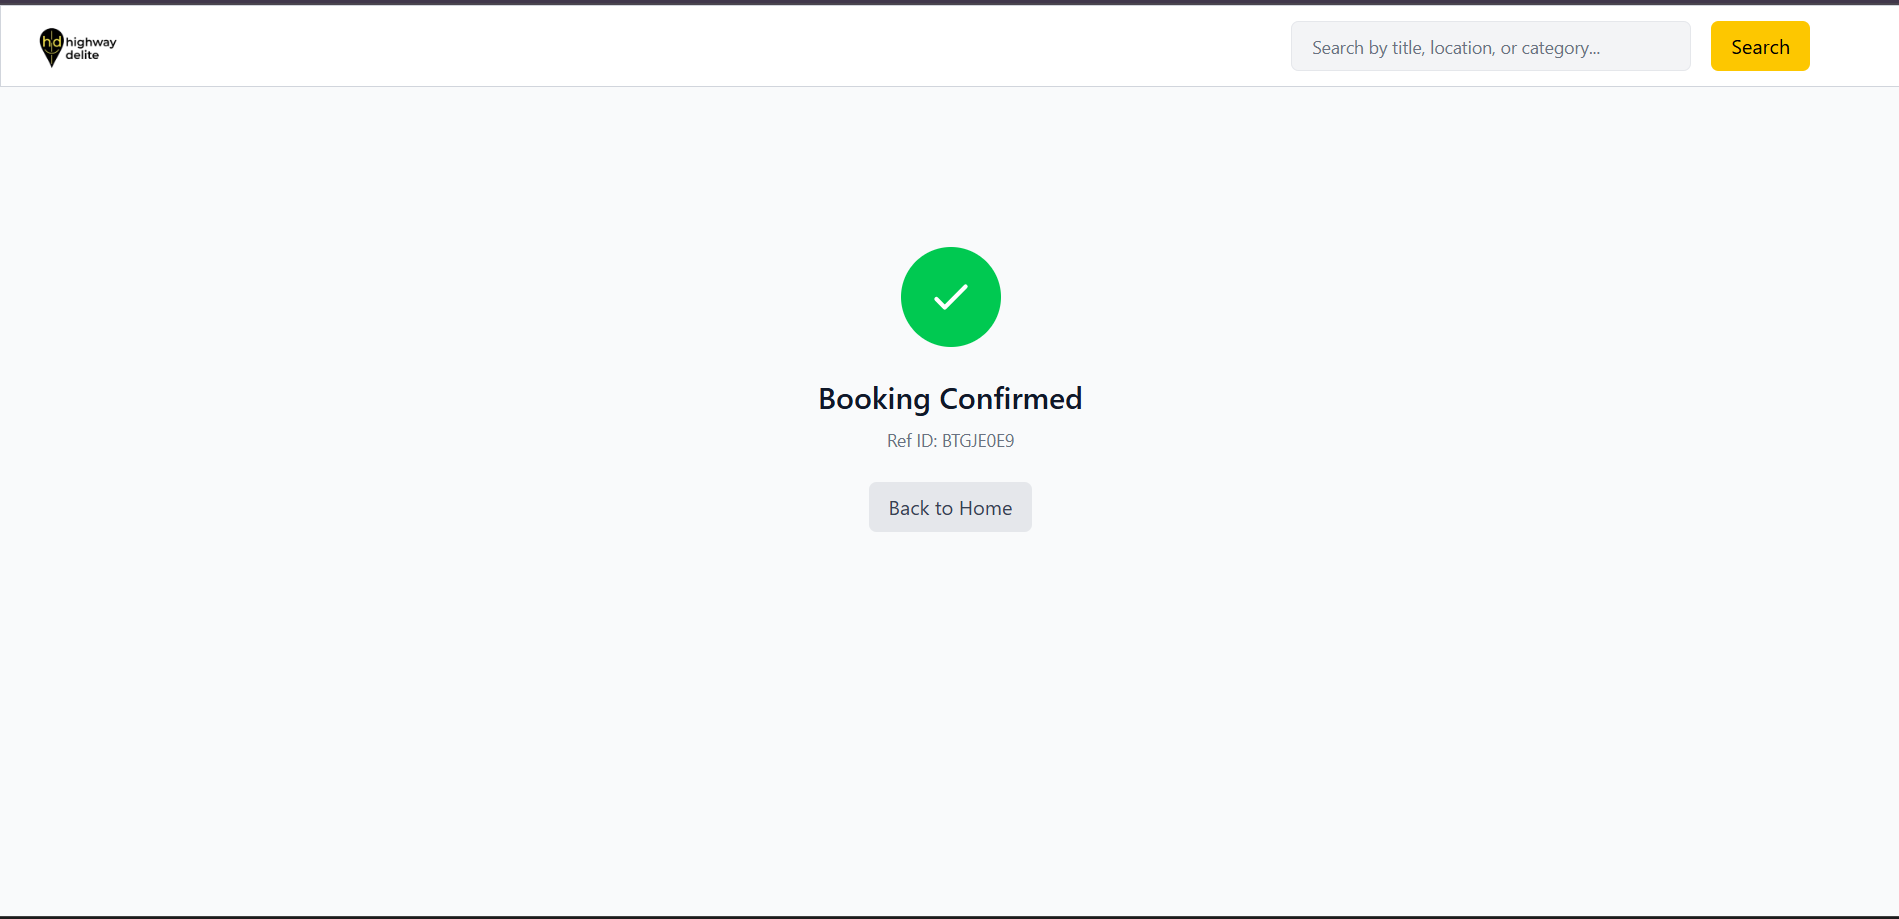 hd highway
delite
Search by title, location, or category...
Search
Booking Confirmed
Ref ID: BTGJE0E9
Back to Home